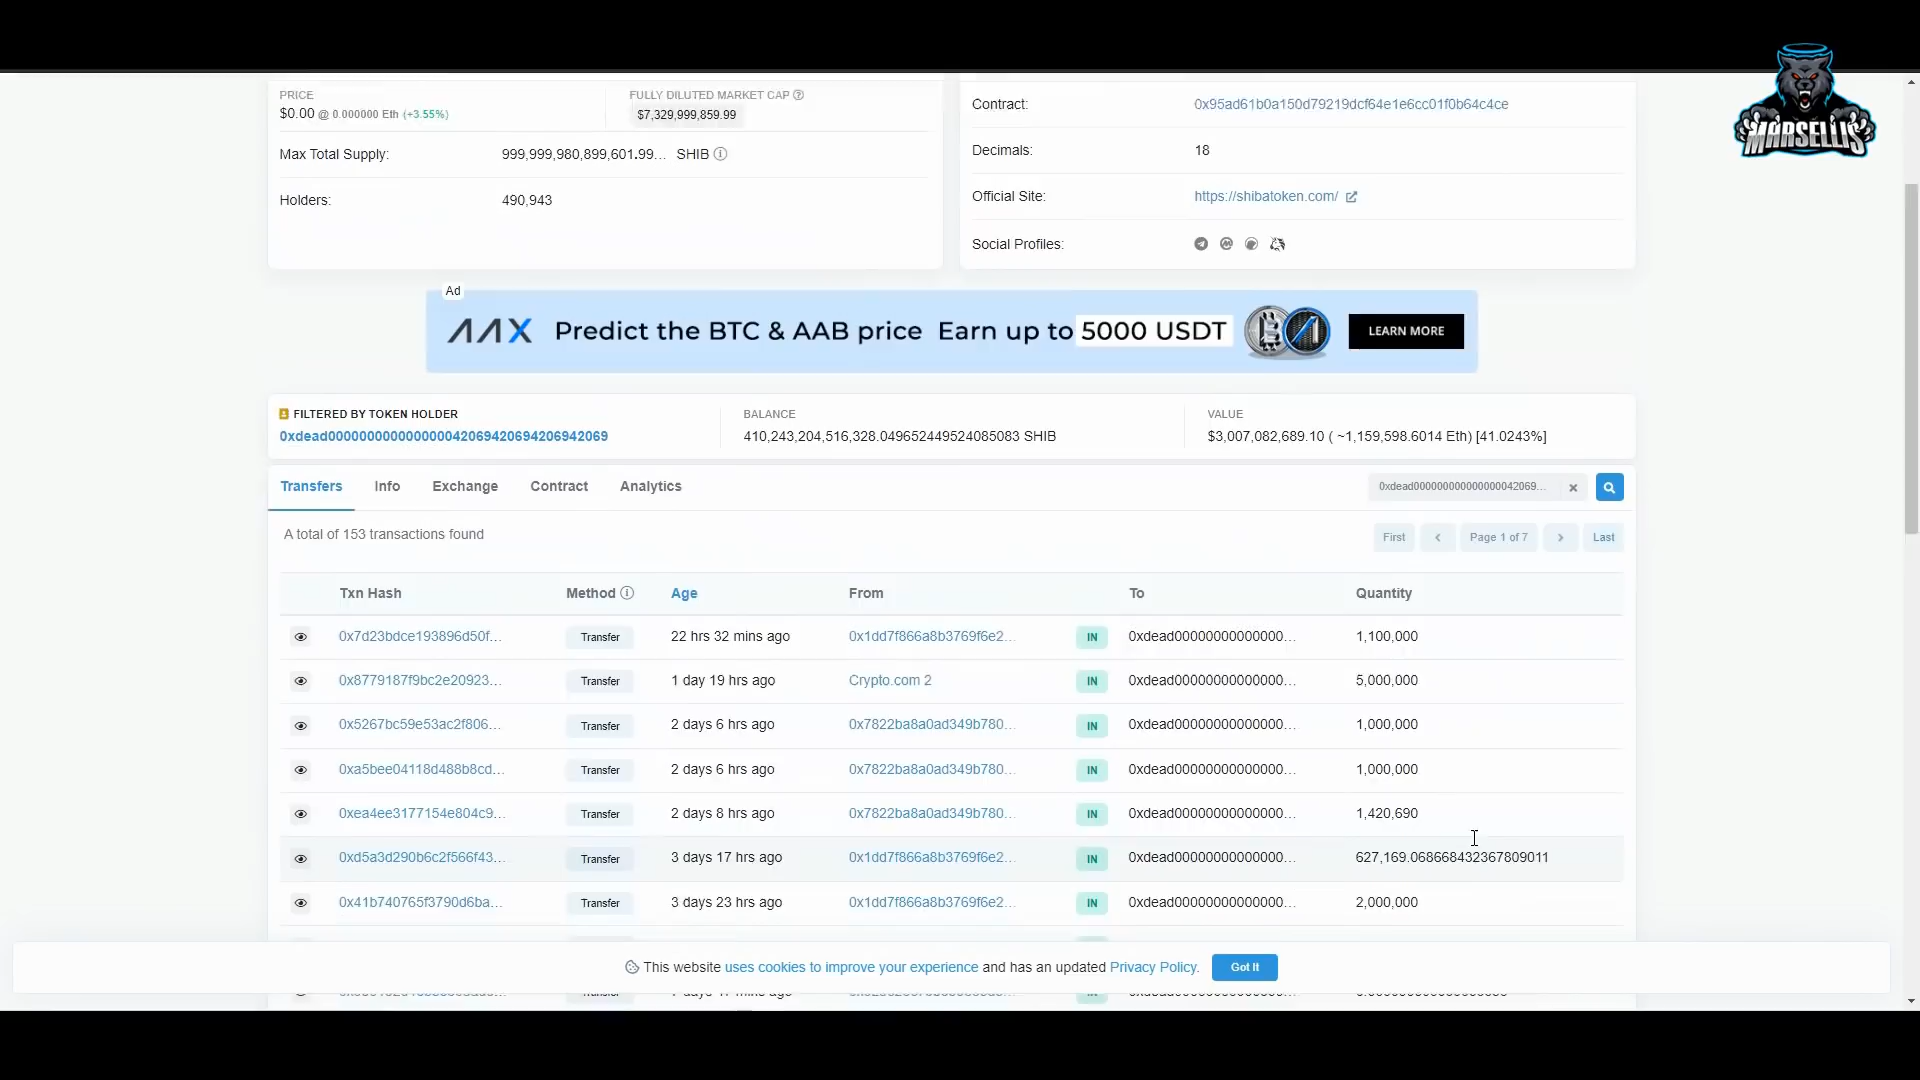 MARSELLIS
PRICE
$0.00 @ 0.000000 Eth (+3.55%)
FULLY DILUTED MARKET CAP
$7,329,999,859.99
Max Total Supply: 999,999,980,899,601.99... SHIB
Holders: 490,943
Contract: 0x95ad61b0a150d79219dcf64e1e6cc01f0b64c4ce
Decimals: 18
Official Site: https://shibatoken.com/
Social Profiles:
Ad
AAX Predict the BTC & AAB price Earn up to 5000 USDT LEARN MORE
FILTERED BY TOKEN HOLDER
BALANCE
VALUE
410,243,204,516,328.049652449524085083 SHIB
$3,007,082,689.10 ( ~1,159,598.6014 Eth) [41.0243%]
Transfers Info Exchange Contract Analytics
A total of 153 transactions found
First < Page 1 of 7 > Last
Txn Hash Method Age From To Quantity
0x7d23bdce193896d50f... Transfer 22 hrs 32 mins ago 0x1dd7f866a8b3769f6e2... IN 0xdead00000000000000... 1,100,000
0x8779187f9bc2e20923... Transfer 1 day 19 hrs ago Crypto.com 2 IN 0xdead00000000000000... 5,000,000
0x5267bc59e53ac2f806... Transfer 2 days 6 hrs ago 0x7822ba8a0ad349b780... IN 0xdead00000000000000... 1,000,000
0xa5bee04118d488b8cd... Transfer 2 days 6 hrs ago 0x7822ba8a0ad349b780... IN 0xdead00000000000000... 1,000,000
0xea4ee3177154e804c9... Transfer 2 days 8 hrs ago 0x7822ba8a0ad349b780... IN 0xdead00000000000000... 1,420,690
0xd5a3d290b6c2f566f43... Transfer 3 days 17 hrs ago 0x1dd7f866a8b3769f6e2... IN 0xdead00000000000000... 627,169.068668432367809011
0x41b740765f3790d6ba... Transfer 3 days 23 hrs ago 0x1dd7f866a8b3769f6e2... IN 0xdead00000000000000... 2,000,000
This website uses cookies to improve your experience and has an updated Privacy Policy. Got It